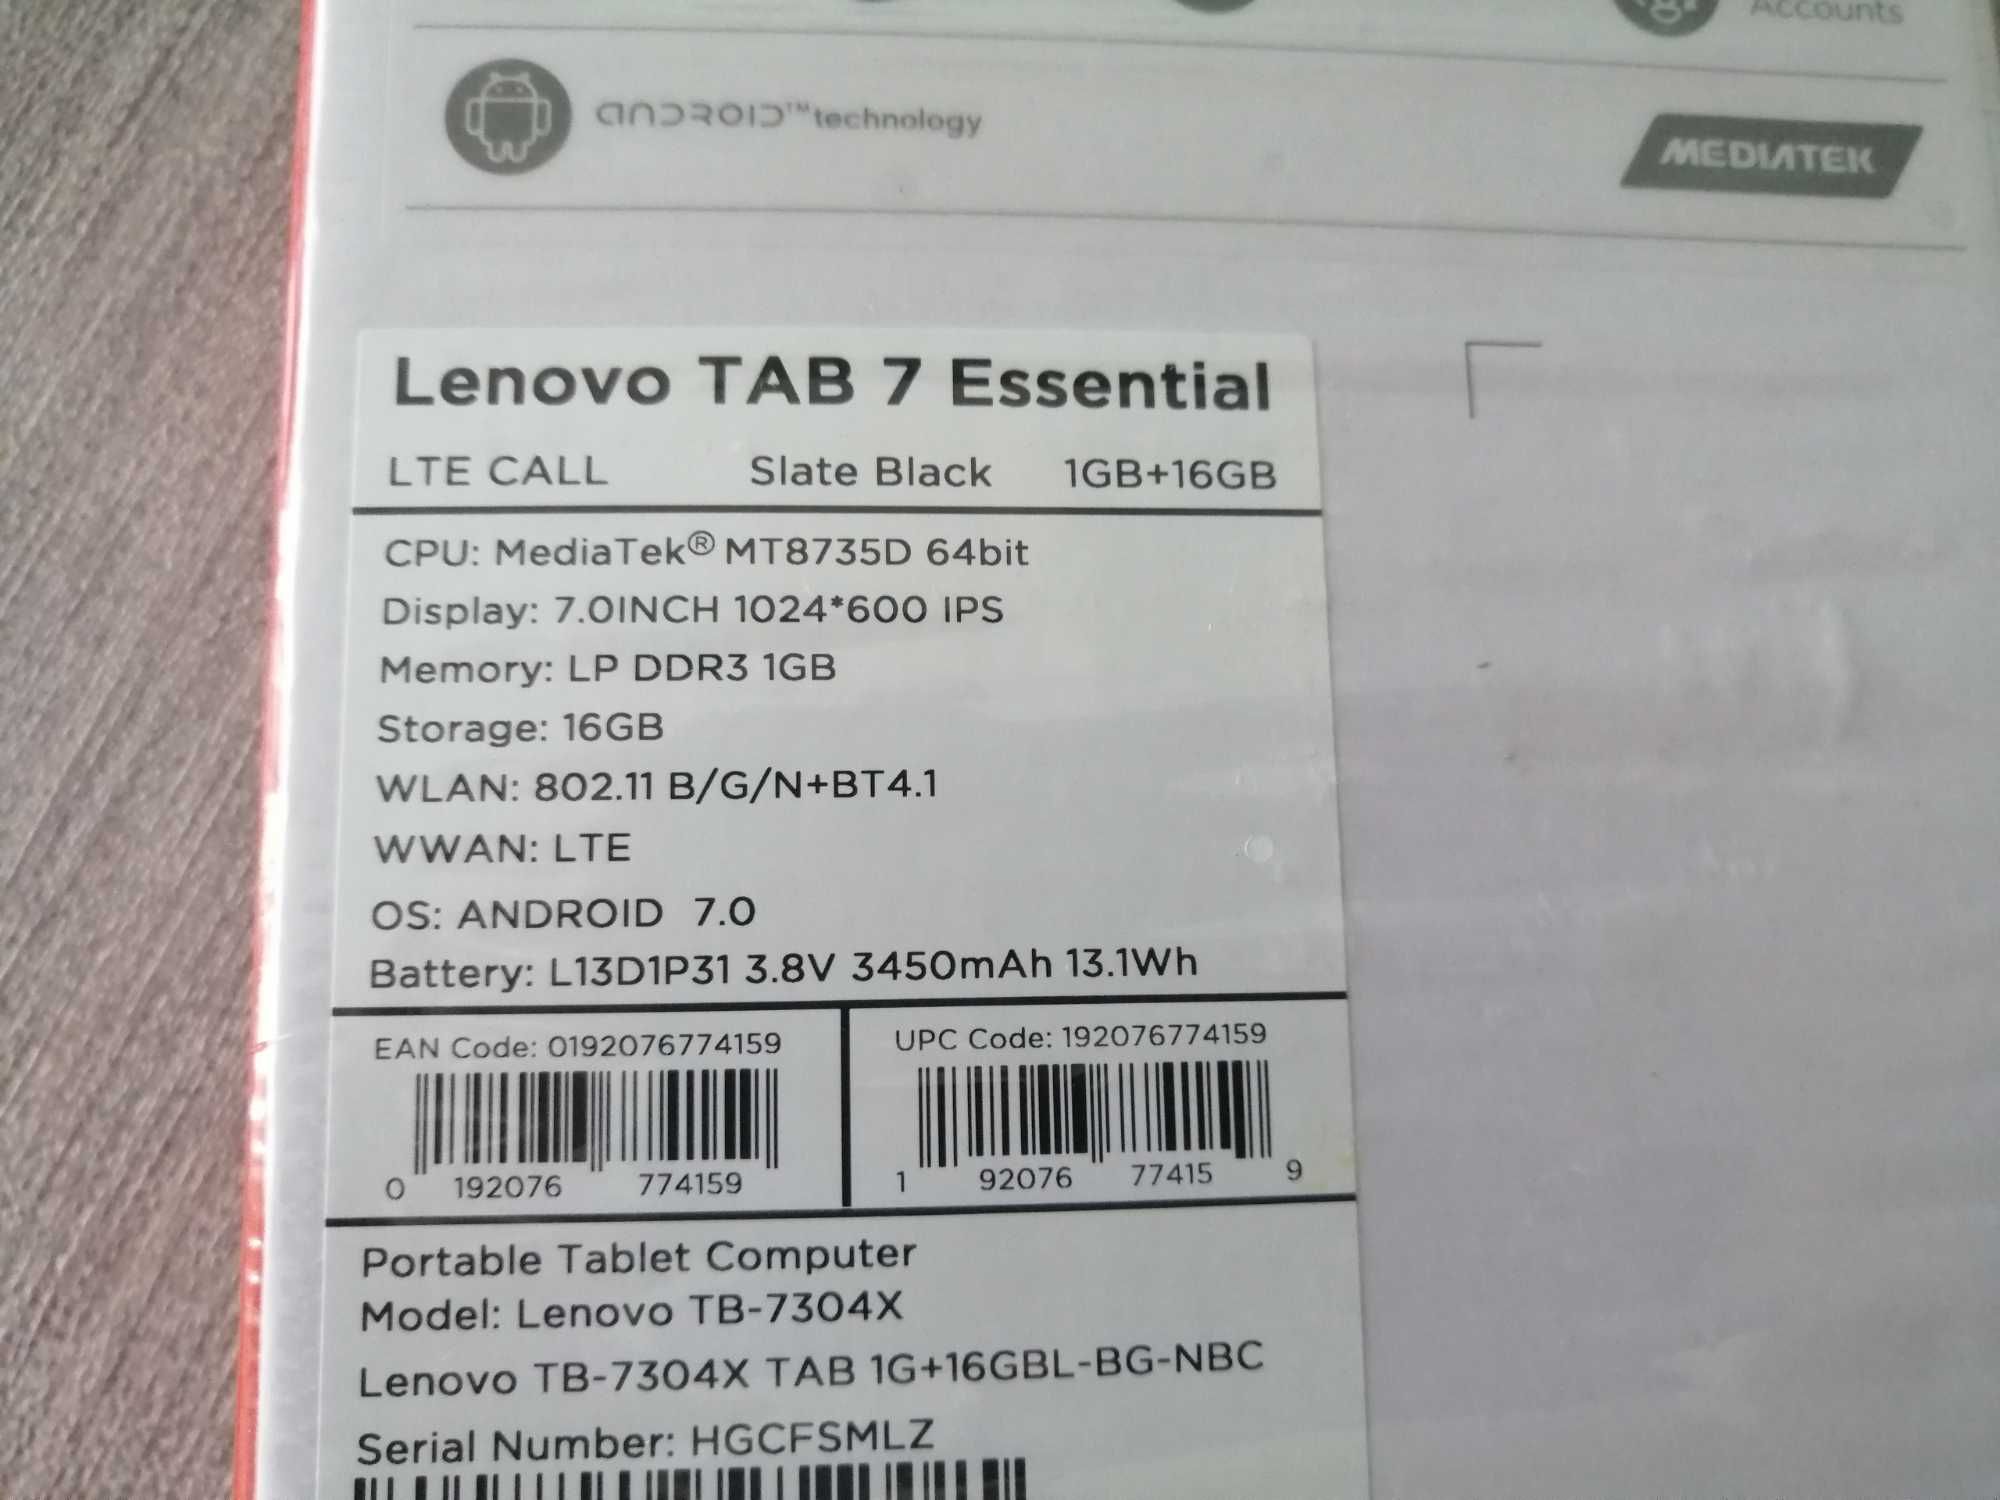 Accounts
ANDROID™technology
MEDIATEK
Lenovo TAB 7 Essential
LTE CALL Slate Black 1GB+16GB
CPU: MediaTek® MT8735D 64bit
Display: 7.0INCH 1024*600 IPS
Memory: LP DDR3 1GB
Storage: 16GB
WLAN: 802.11 B/G/N+BT4.1
WWAN: LTE
OS: ANDROID 7.0
Battery: L13D1P31 3.8V 3450mAh 13.1Wh
EAN Code: 0192076774159
0 192076 774159
UPC Code: 192076774159
1 92076 77415 9
Portable Tablet Computer
Model: Lenovo TB-7304X
Lenovo TB-7304X TAB 1G+16GBL-BG-NBC
Serial Number: HGCFSMLZ